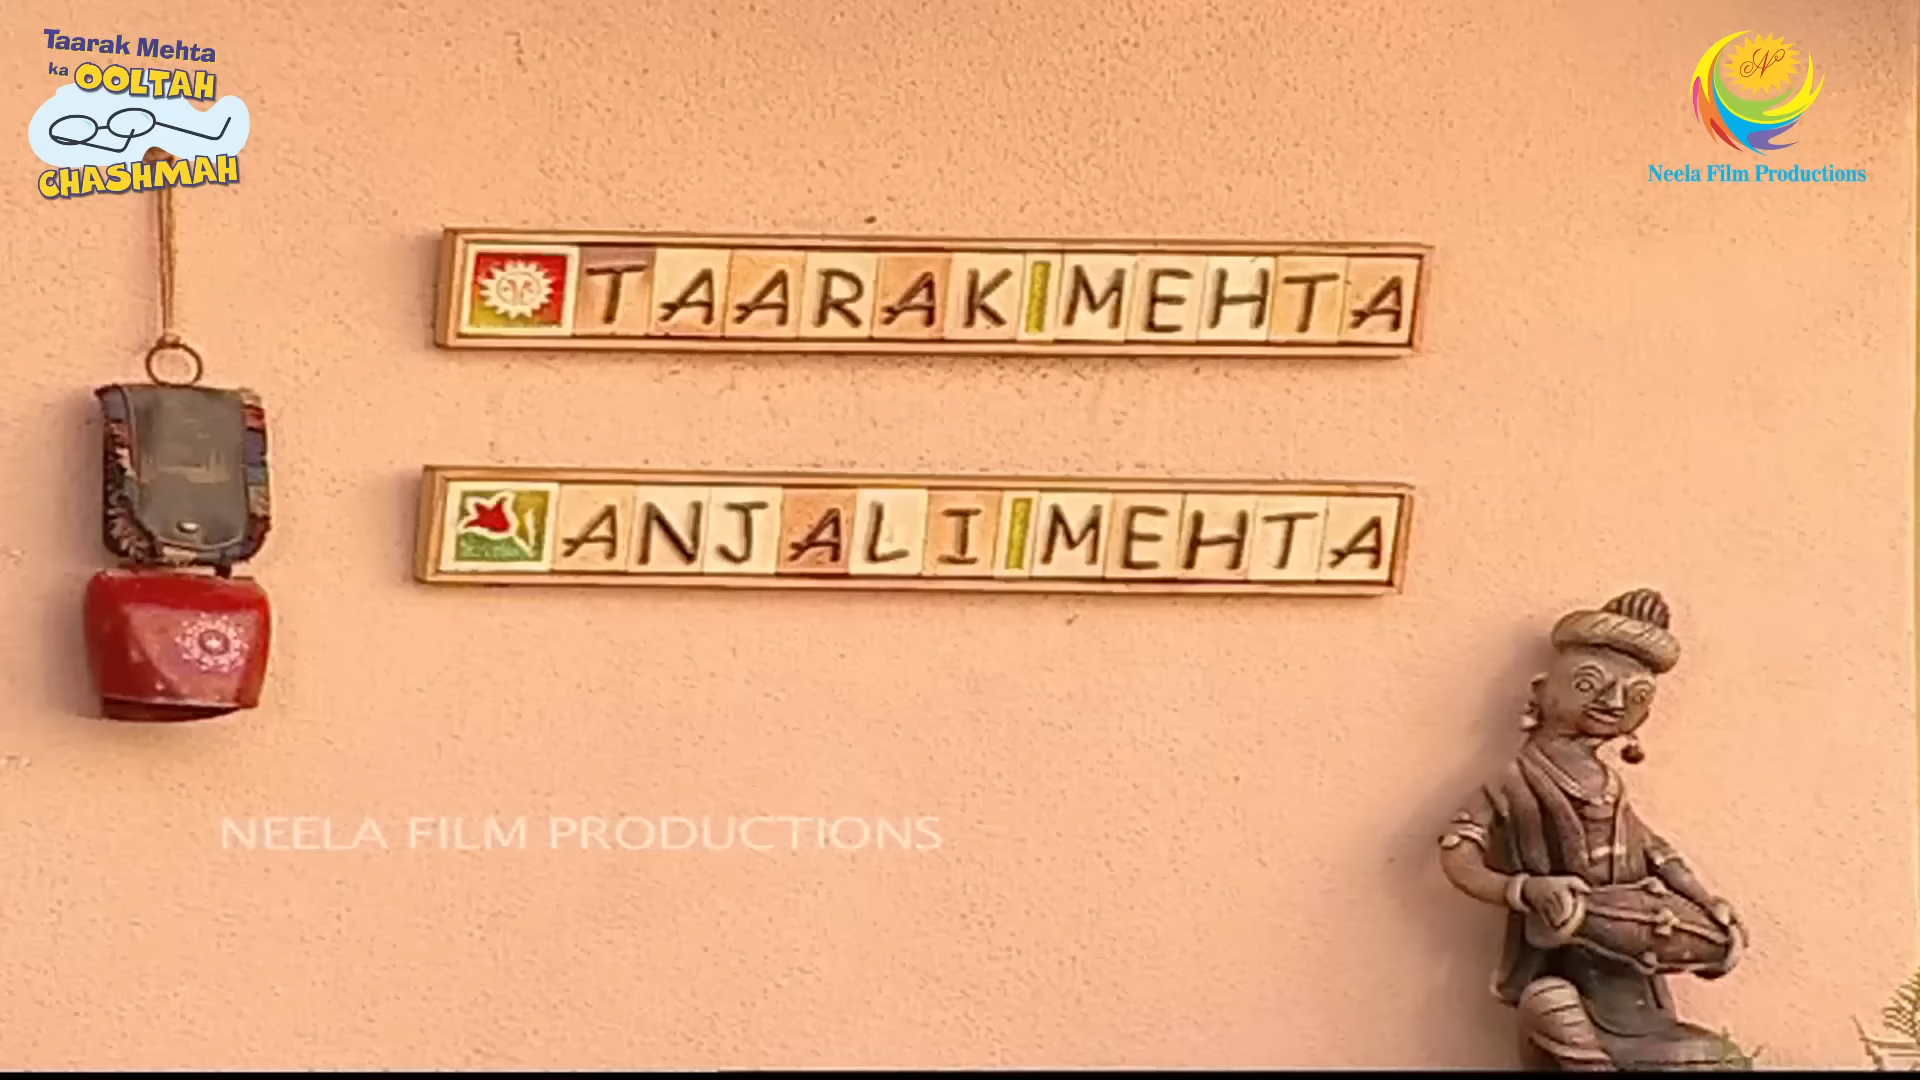 Taarak Mehta
ka OOLTAH
CHASHMAH
Neela Film Productions
TAARAK MEHTA
ANJALI MEHTA
NEELA FILM PRODUCTIONS